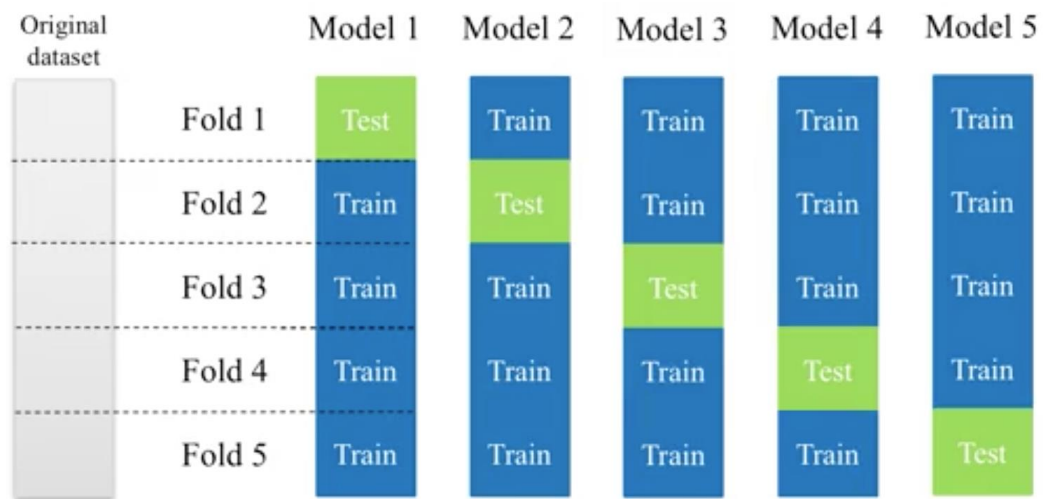 Original
dataset
Model 1 Model 2 Model 3 Model 4 Model 5
Fold 1 Test Train Train Train Train
Fold 2 Train Test Train Train Train
Fold 3 Train Train Test Train Train
Fold 4 Train Train Train Test Train
Fold 5 Train Train Train Train Test